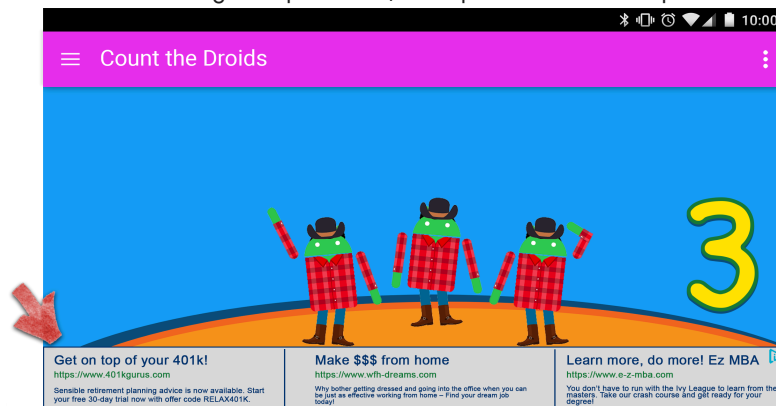 10:00
Count the Droids
3
Get on top of your 401k!
https://www.401kgurus.com
Sensible retirement planning advice is now available. Start
your free 30-day trial now with offer code RELAX401K.
Make $$$ from home
https://www.wfh-dreams.com
Why bother getting dressed and going into the office when you can
be just as effective working from home – Find your dream job
today!
Learn more, do more! Ez MBA
https://www.e-z-mba.com
You don't have to run with the Ivy League to learn from the
masters. Take our crash course and get ready for your
degree!